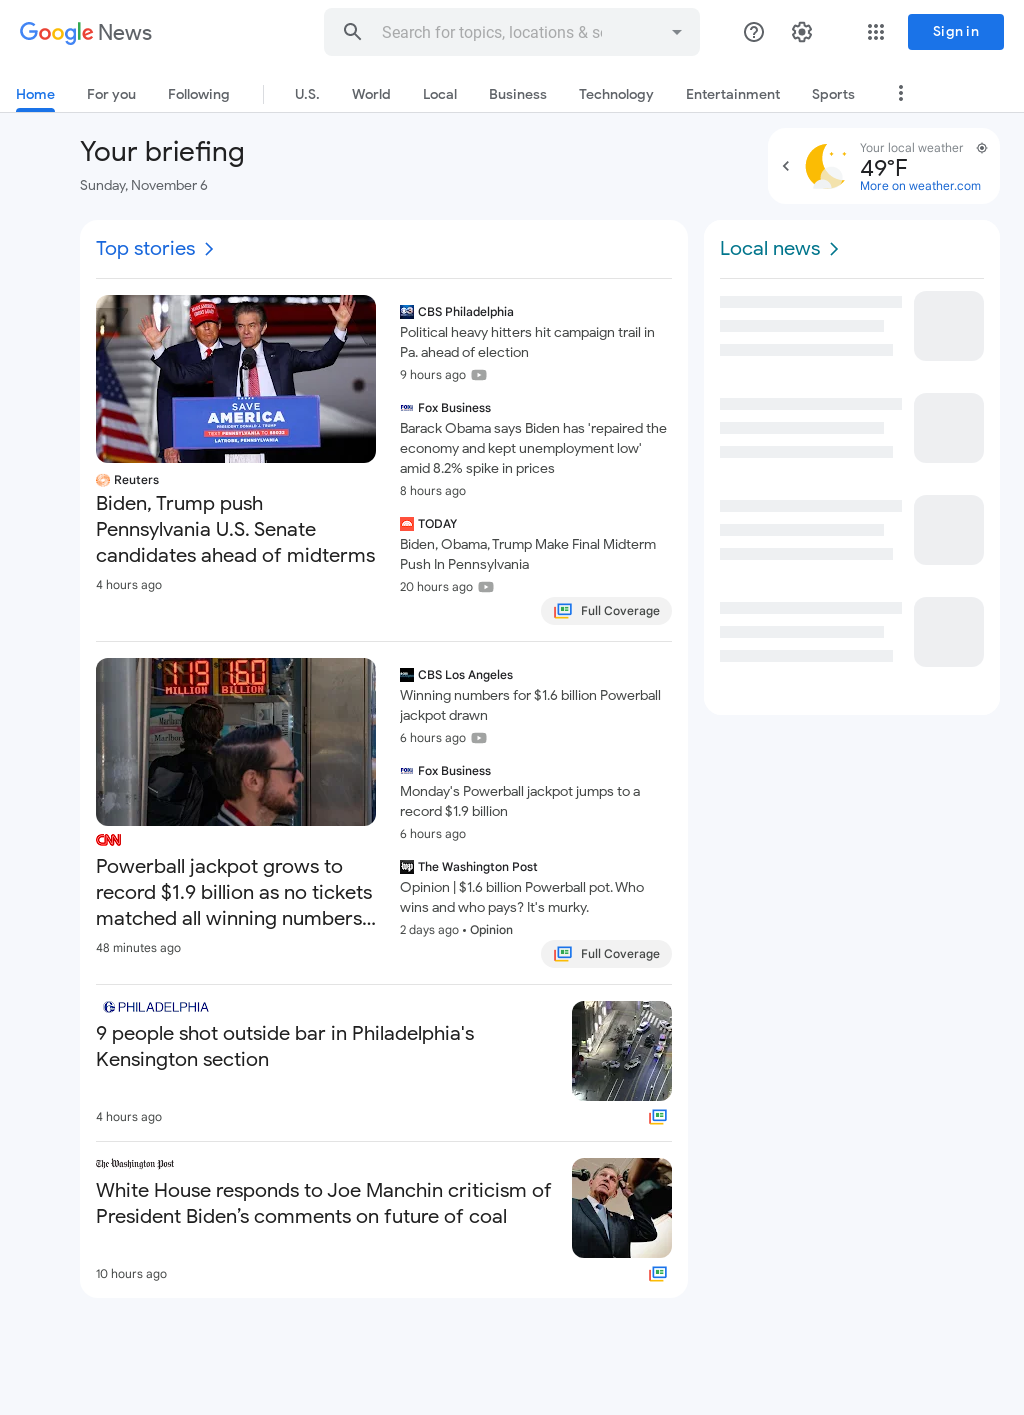 Google News
Search for topics, locations & so
Sign in
Home
For you
Following
U.S.
World
Local
Business
Technology
Entertainment
Sports
Your briefing
Sunday, November 6
Your local weather
49°F
More on weather.com
Top stories
SAVE
AMERICA
PRESIDENT DONALD J. TRUMP
TEXT PENNSYLVANIA TO 88022
LATROBE, PENNSYLVANIA
Reuters
Biden, Trump push
Pennsylvania U.S. Senate
candidates ahead of midterms
4 hours ago
CBS Philadelphia
Political heavy hitters hit campaign trail in
Pa. ahead of election
9 hours ago
Fox Business
Barack Obama says Biden has 'repaired the
economy and kept unemployment low'
amid 8.2% spike in prices
8 hours ago
TODAY
Biden, Obama, Trump Make Final Midterm
Push In Pennsylvania
20 hours ago
Full Coverage
119 160
MILLION BILLION
Marlboro
CNN
Powerball jackpot grows to
record $1.9 billion as no tickets
matched all winning numbers...
48 minutes ago
CBS Los Angeles
Winning numbers for $1.6 billion Powerball
jackpot drawn
6 hours ago
Fox Business
Monday's Powerball jackpot jumps to a
record $1.9 billion
6 hours ago
The Washington Post
Opinion | $1.6 billion Powerball pot. Who
wins and who pays? It's murky.
2 days ago • Opinion
Full Coverage
6 PHILADELPHIA
9 people shot outside bar in Philadelphia's
Kensington section
4 hours ago
The Washington Post
White House responds to Joe Manchin criticism of
President Biden’s comments on future of coal
10 hours ago
Local news